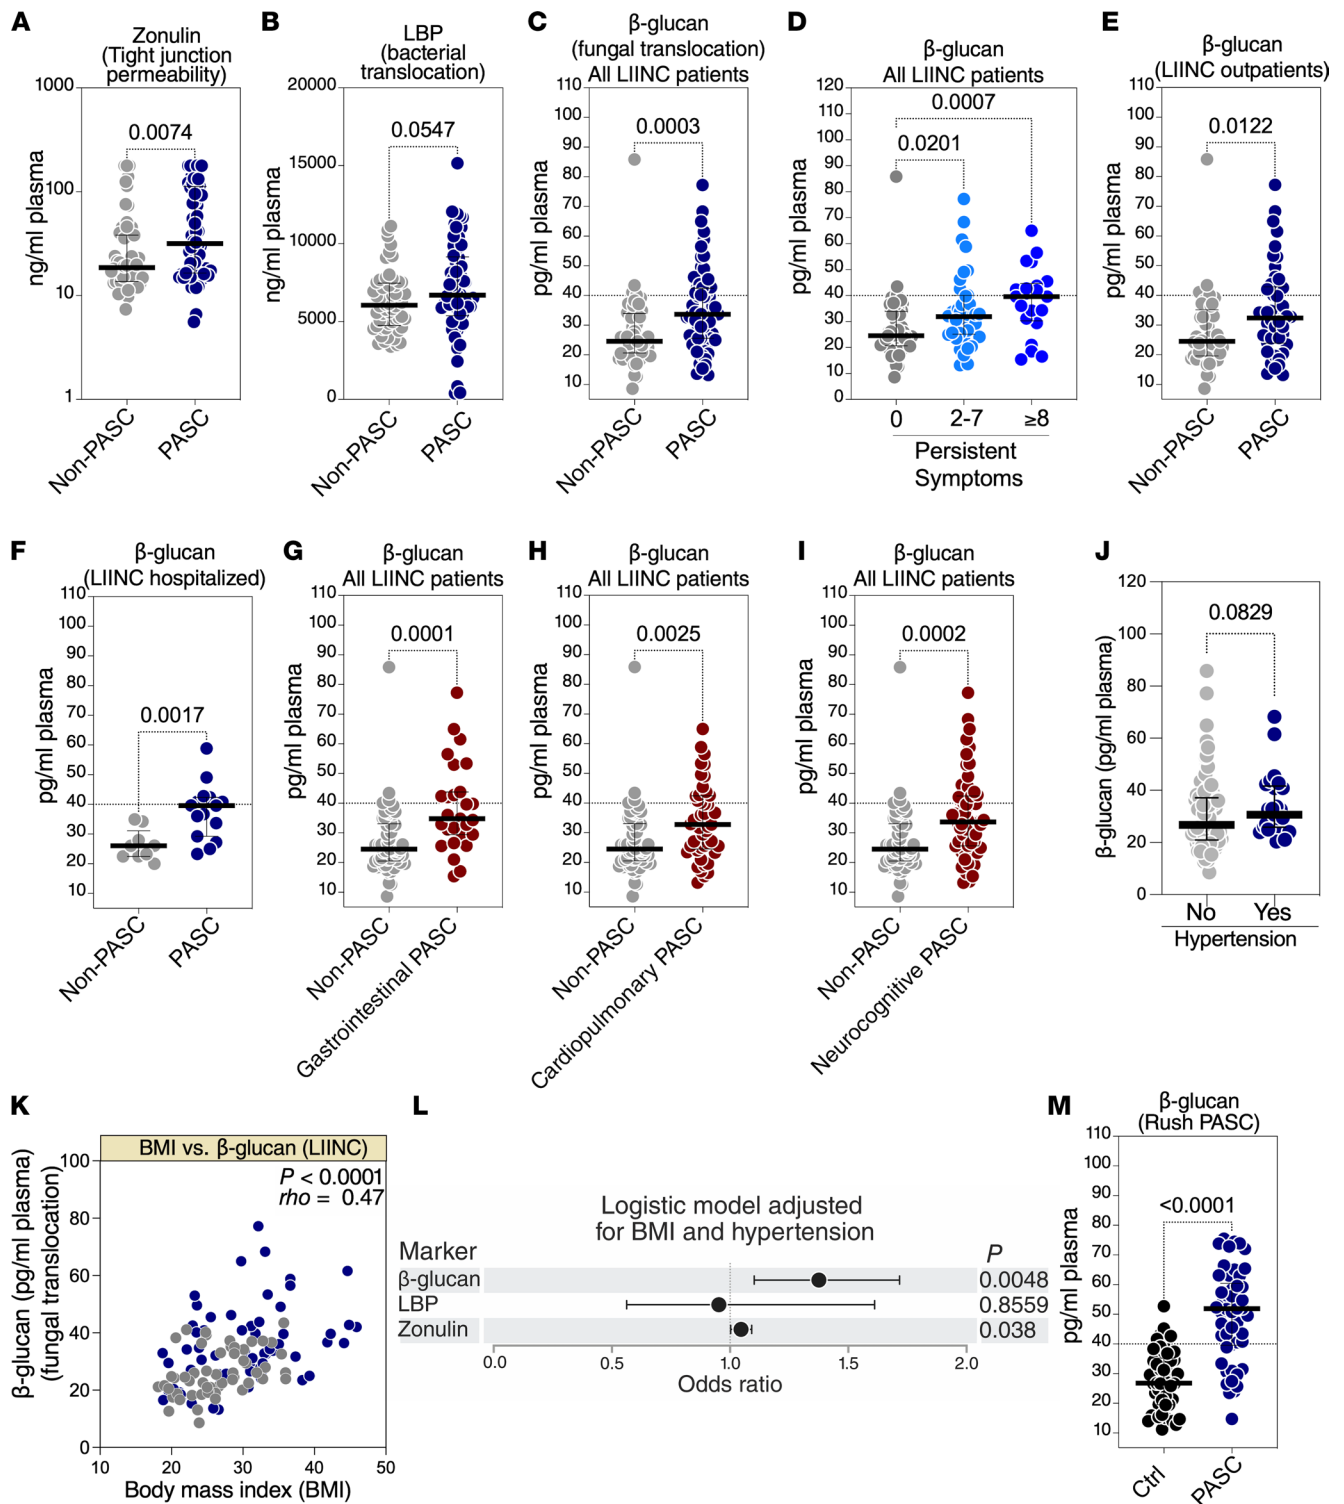 A
Zonulin
(Tight junction
permeability)
1000
100
10
1
ng/ml plasma
0.0074
Non-PASC
PASC
B
LBP
(bacterial
translocation)
20000
15000
10000
5000
0
ng/ml plasma
0.0547
Non-PASC
PASC
C
β-glucan
(fungal translocation)
All LIINC patients
110
100
90
80
70
60
50
40
30
20
10
pg/ml plasma
0.0003
Non-PASC
PASC
D
β-glucan
All LIINC patients
120
110
100
90
80
70
60
50
40
30
20
10
0
pg/ml plasma
0.0007
0.0201
0
2-7
≥8
Persistent
Symptoms
E
β-glucan
(LIINC outpatients)
110
100
90
80
70
60
50
40
30
20
10
pg/ml plasma
0.0122
Non-PASC
PASC
F
β-glucan
(LIINC hospitalized)
110
100
90
80
70
60
50
40
30
20
10
pg/ml plasma
0.0017
Non-PASC
PASC
G
β-glucan
All LIINC patients
110
100
90
80
70
60
50
40
30
20
10
pg/ml plasma
0.0001
Non-PASC
Gastrointestinal PASC
H
β-glucan
All LIINC patients
110
100
90
80
70
60
50
40
30
20
10
pg/ml plasma
0.0025
Non-PASC
Cardiopulmonary PASC
I
β-glucan
All LIINC patients
110
100
90
80
70
60
50
40
30
20
10
pg/ml plasma
0.0002
Non-PASC
Neurocognitive PASC
J
120
100
80
60
40
20
0
β-glucan (pg/ml plasma)
0.0829
No
Yes
Hypertension
K
BMI vs. β-glucan (LIINC)
P < 0.0001
rho = 0.47
100
80
60
40
20
0
β-glucan (pg/ml plasma)
(fungal translocation)
10
20
30
40
50
Body mass index (BMI)
L
Logistic model adjusted
for BMI and hypertension
Marker
P
β-glucan
0.0048
LBP
0.8559
Zonulin
0.038
0.0
0.5
1.0
1.5
2.0
Odds ratio
M
β-glucan
(Rush PASC)
110
100
90
80
70
60
50
40
30
20
10
pg/ml plasma
<0.0001
Ctrl
PASC